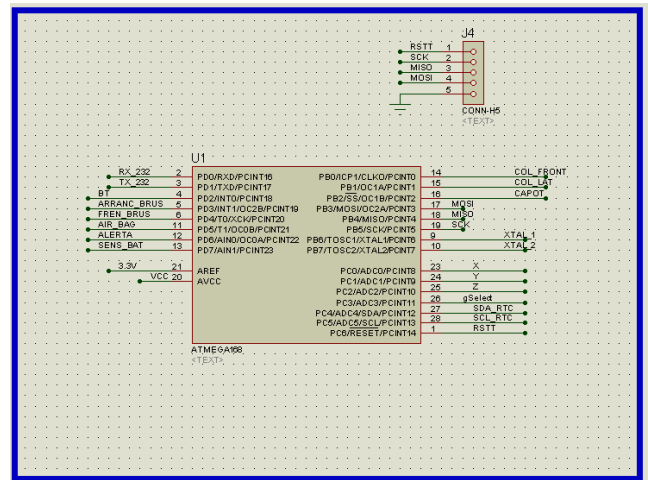 J4
RSTT 1
SCK 2
MISO 3
MOSI 4
5
CONN-H5
<TEXT>
U1
RX_232 2 PD0/RXD/PCINT16 PB0/ICP1/CLKO/PCINT0 14 COL_FRONT
TX_232 3 PD1/TXD/PCINT17 PB1/OC1A/PCINT1 15 COL_LAT
BT 4 PD2/INT0/PCINT18 PB2/SS/OC1B/PCINT2 16 CAPOT
ARRANC_BRUS 5 PD3/INT1/OC2B/PCINT19 PB3/MOSI/OC2A/PCINT3 17 MOSI
FREN_BRUS 6 PD4/T0/XCK/PCINT20 PB4/MISO/PCINT4 18 MISO
AIR_BAG 11 PD5/T1/OC0B/PCINT21 PB5/SCK/PCINT5 19 SCK
ALERTA 12 PD6/AIN0/OC0A/PCINT22 PB6/TOSC1/XTAL1/PCINT6 9 XTAL_1
SENS_BAT 13 PD7/AIN1/PCINT23 PB7/TOSC2/XTAL2/PCINT7 10 XTAL_2
3.3V 21 AREF PC0/ADC0/PCINT8 23 X
VCC 20 AVCC PC1/ADC1/PCINT9 24 Y
PC2/ADC2/PCINT10 25 Z
PC3/ADC3/PCINT11 26 gSelect
PC4/ADC4/SDA/PCINT12 27 SDA_RTC
PC5/ADC5/SCL/PCINT13 28 SCL_RTC
PC6/RESET/PCINT14 1 RSTT
ATMEGA168
<TEXT>